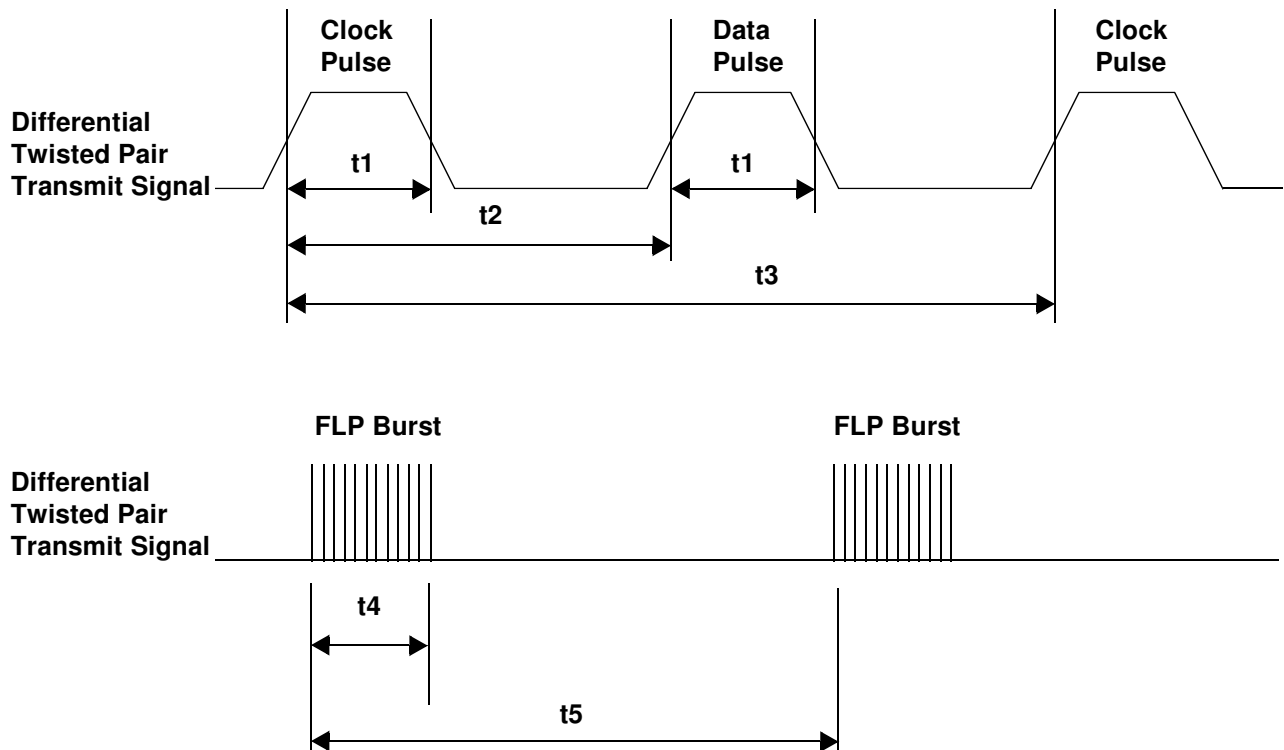 Clock
Pulse
Data
Pulse
Clock
Pulse
Differential
Twisted Pair
Transmit Signal
t1
t1
t2
t3
FLP Burst
FLP Burst
Differential
Twisted Pair
Transmit Signal
t4
t5